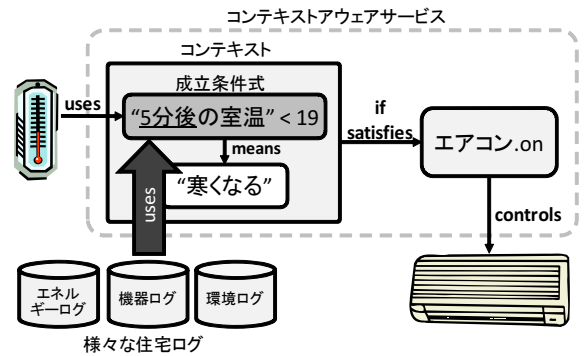 コンテキストアウェアサービス
コンテキスト
成立条件式
uses
“5分後の室温” < 19
means
“寒くなる”
uses
if
satisfies
エアコン.on
controls
エネル
ギーログ
機器ログ
環境ログ
様々な住宅ログ